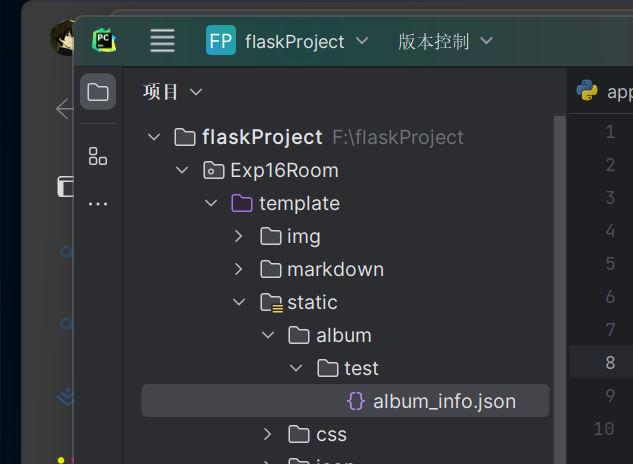 PC
FP flaskProject 版本控制
项目
app
flaskProject F:\flaskProject
Exp16Room
template
img
markdown
static
album
test
{} album_info.json
css
1
2
3
4
5
6
7
8
9
10